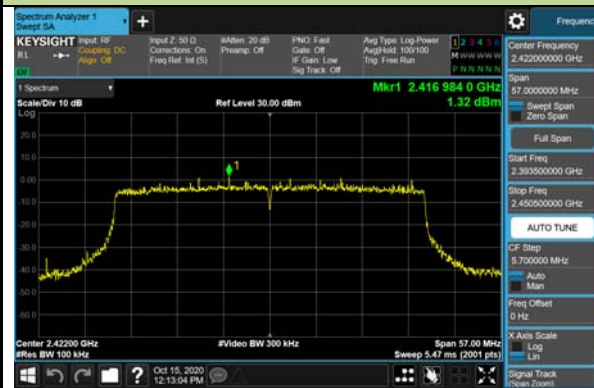 Spectrum Analyzer 1
Swept SA
+
Frequenc
KEYSIGHT
RL
Input: RF
Coupling: DC
Align: Off
Input Z: 50 Ω
Corrections: On
Freq Ref: Int (S)
#Atten: 20 dB
Preamp: Off
PNO: Fast
Gate: Off
IF Gain: Low
Sig Track: Off
Avg Type: Log-Power
Avg|Hold: 100/100
Trig: Free Run
1 2 3 4 5 6
M W W W W W
P N N N N N
Center Frequency
2.422000000 GHz
Span
57.0000000 MHz
Swept Span
Zero Span
Full Span
Start Freq
2.393500000 GHz
Stop Freq
2.450500000 GHz
AUTO TUNE
CF Step
5.700000 MHz
Auto
Man
Freq Offset
0 Hz
X Axis Scale
Log
Lin
Signal Track
(Span Zoom)
1 Spectrum
Scale/Div 10 dB
Log
Ref Level 30.00 dBm
Mkr1 2.416 984 0 GHz
1.32 dBm
20.0
10.0
0.00
-10.0
-20.0
-30.0
-40.0
-50.0
-60.0
1
Center 2.42200 GHz
#Res BW 100 kHz
#Video BW 300 kHz
Span 57.00 MHz
Sweep 5.47 ms (2001 pts)
?
Oct 15, 2020
12:13:04 PM